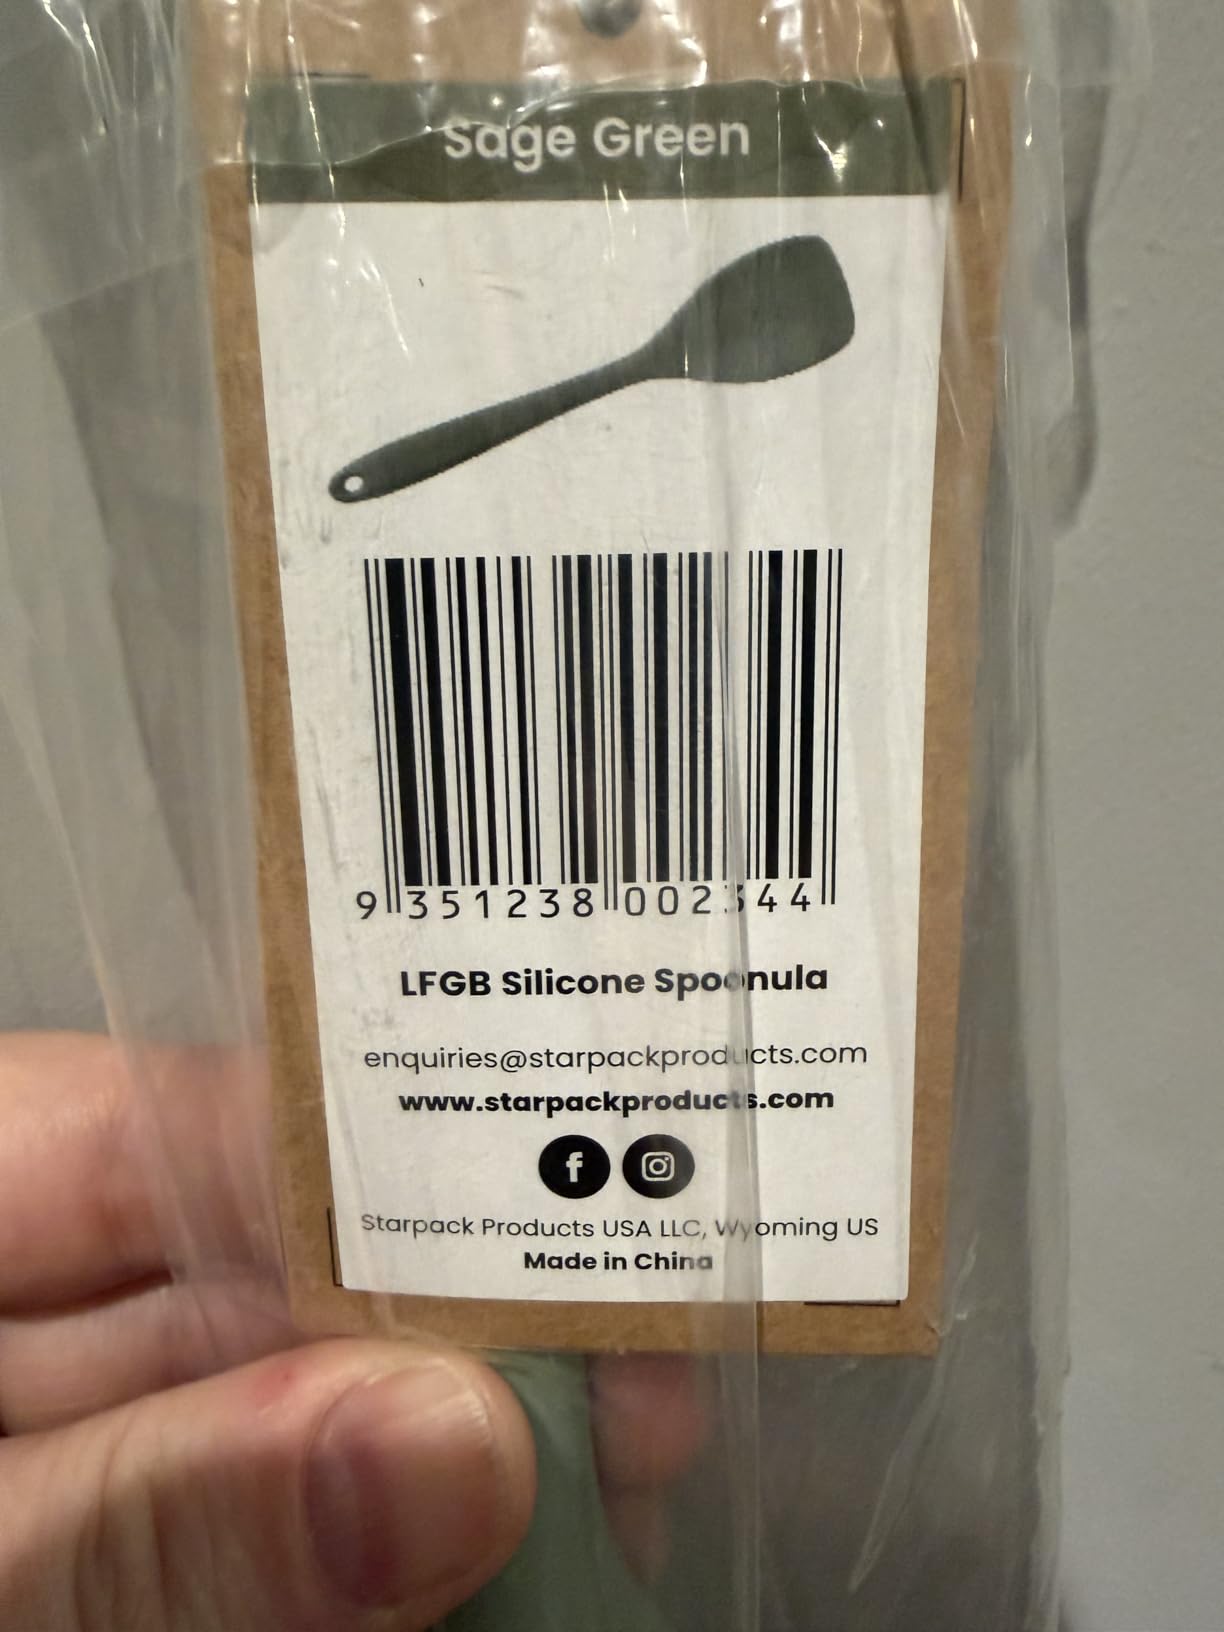 Sage Green
9 351238 002344
LFGB Silicone Spoonula
enquiries@starpackproducts.com
www.starpackproducts.com
Starpack Products USA LLC, Wyoming US
Made in China